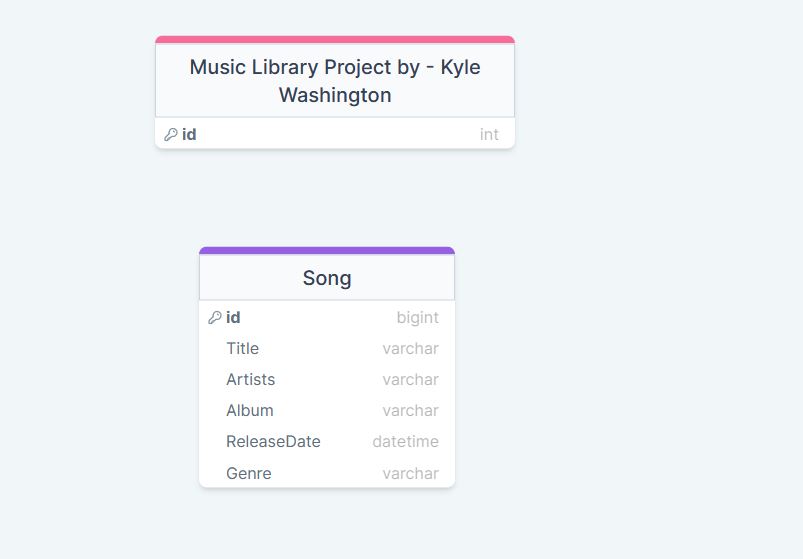 Music Library Project by - Kyle
Washington
id int
Song
id bigint
Title varchar
Artists varchar
Album varchar
ReleaseDate datetime
Genre varchar